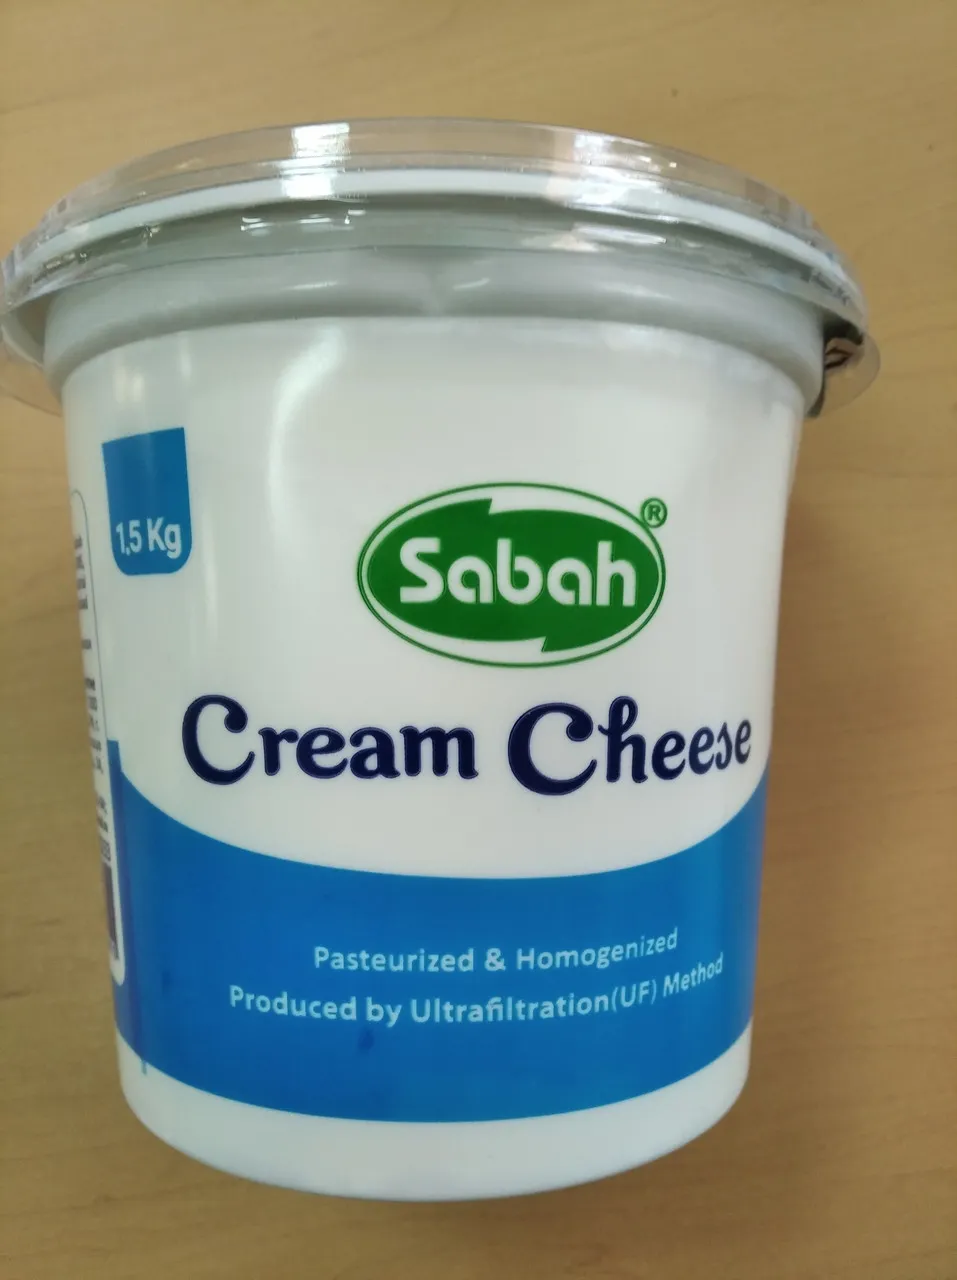 1,5 Kg
Sabah®
Cream Cheese
Pasteurized & Homogenized
Produced by Ultrafiltration(UF) Method